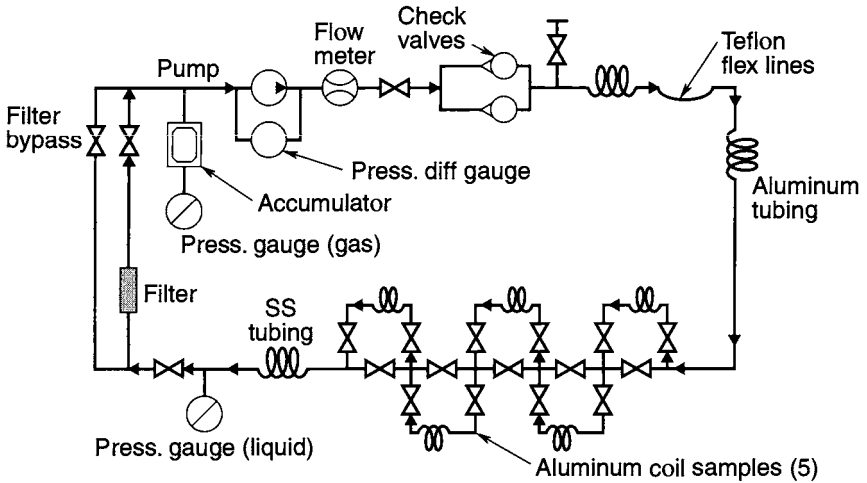 Check
valves
Flow
meter
Teflon
flex lines
Pump
Filter
bypass
Press. diff gauge
Accumulator
Aluminum
tubing
Press. gauge (gas)
Filter
SS
tubing
Press. gauge (liquid)
Aluminum coil samples (5)